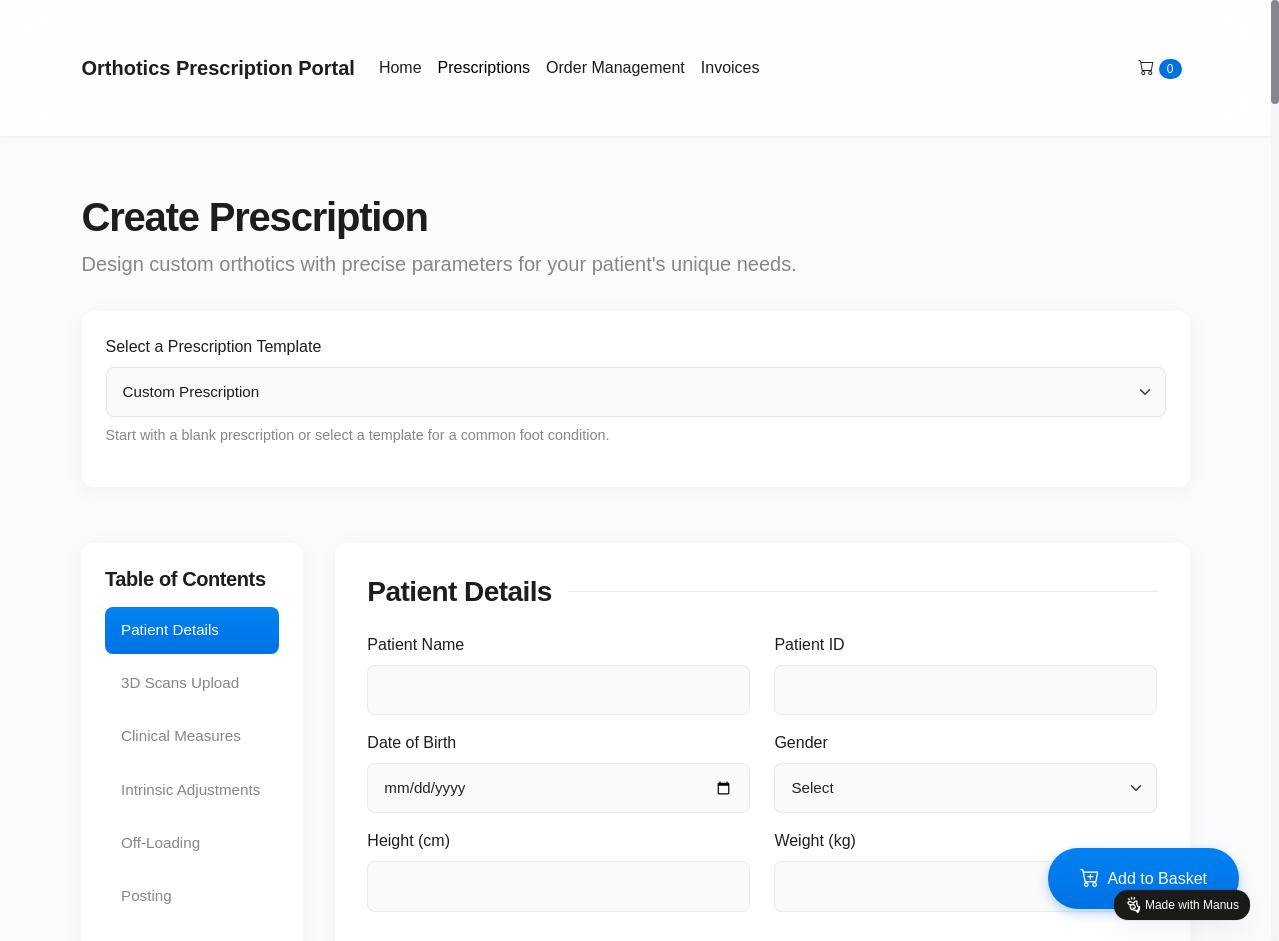 Orthotics Prescription Portal Home Prescriptions Order Management Invoices 0
Create Prescription
Design custom orthotics with precise parameters for your patient's unique needs.
Select a Prescription Template
Custom Prescription
Start with a blank prescription or select a template for a common foot condition.
Table of Contents
Patient Details
3D Scans Upload
Clinical Measures
Intrinsic Adjustments
Off-Loading
Posting
Patient Details
Patient Name Patient ID
Date of Birth Gender
mm/dd/yyyy Select
Height (cm) Weight (kg)
Add to Basket
Made with Manus